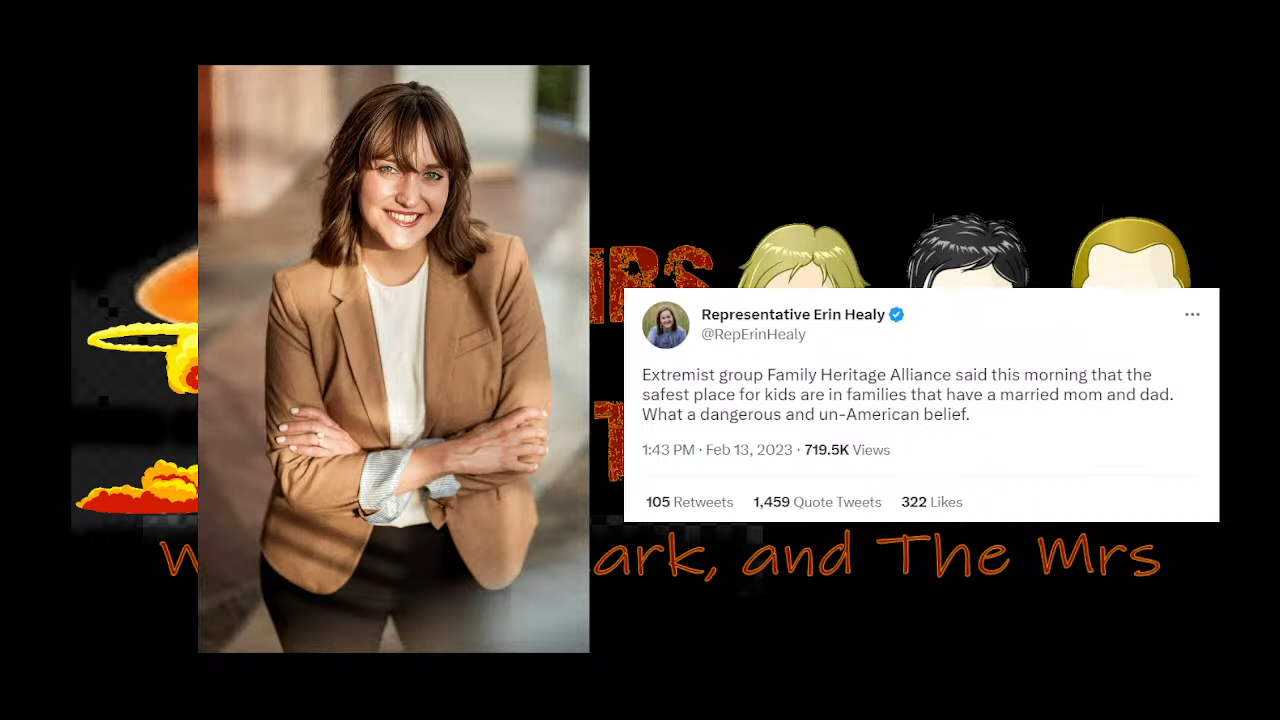 Representative Erin Healy
@RepErinHealy
Extremist group Family Heritage Alliance said this morning that the
safest place for kids are in families that have a married mom and dad.
What a dangerous and un-American belief.
1:43 PM · Feb 13, 2023 · 719.5K Views
105 Retweets 1,459 Quote Tweets 322 Likes
and The Mrs